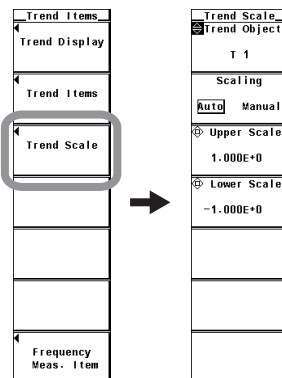 Trend Items
Trend Display
Trend Items
Trend Scale
Frequency
Meas. Item
Trend Scale
Trend Object
T 1
Scaling
Auto Manual
Upper Scale
1.000E+0
Lower Scale
-1.000E+0